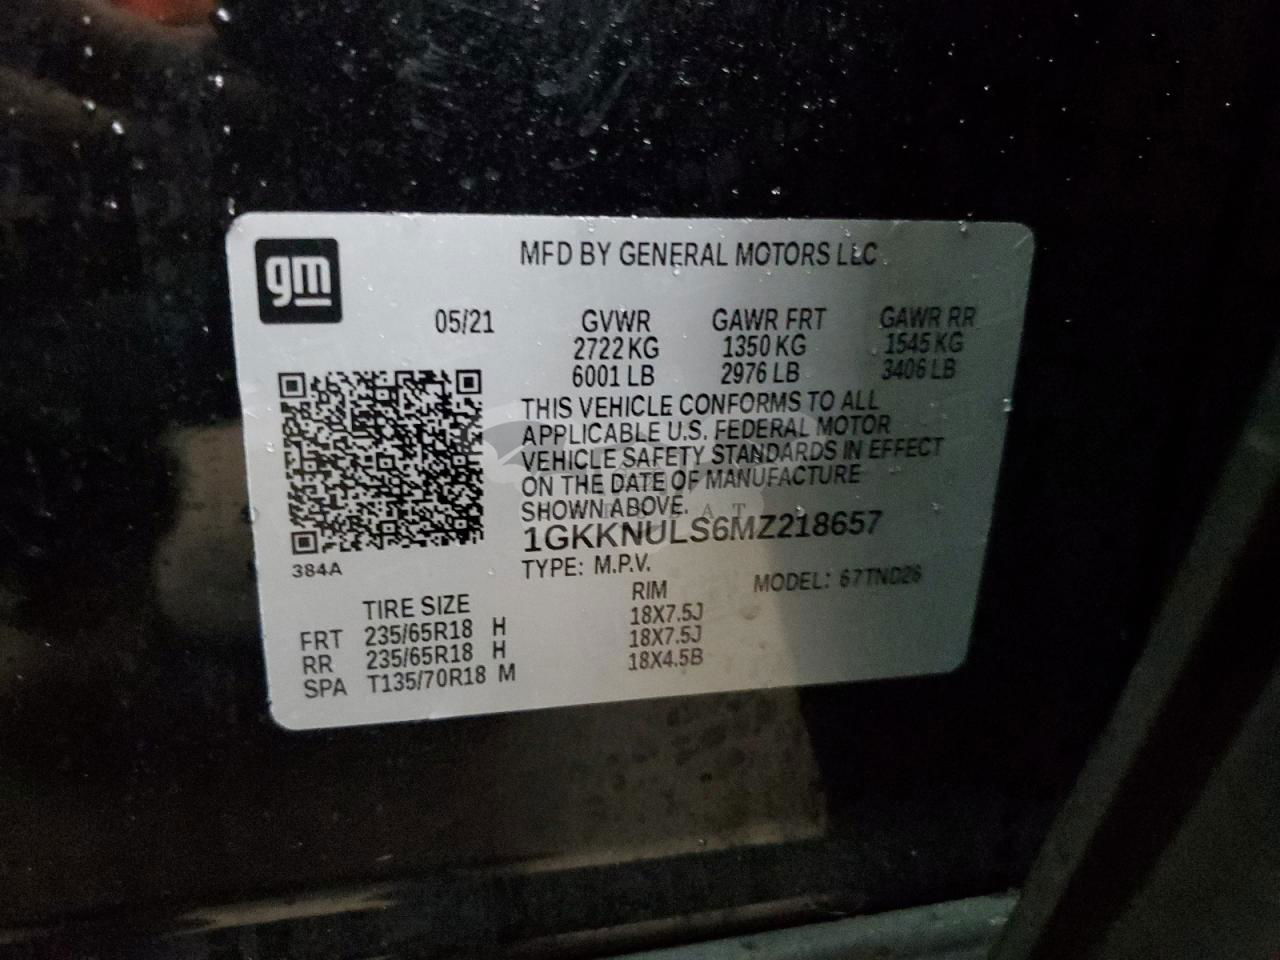 gm
MFD BY GENERAL MOTORS LLC
05/21 GVWR GAWR FRT GAWR RR
2722 KG 1350 KG 1545 KG
6001 LB 2976 LB 3406 LB
THIS VEHICLE CONFORMS TO ALL
APPLICABLE U.S. FEDERAL MOTOR
VEHICLE SAFETY STANDARDS IN EFFECT
ON THE DATE OF MANUFACTURE
SHOWN ABOVE.
1GKKNULS6MZ218657
384A
TYPE: M.P.V. MODEL: 67TND26
TIRE SIZE RIM
FRT 235/65R18 H 18X7.5J
RR 235/65R18 H 18X7.5J
SPA T135/70R18 M 18X4.5B